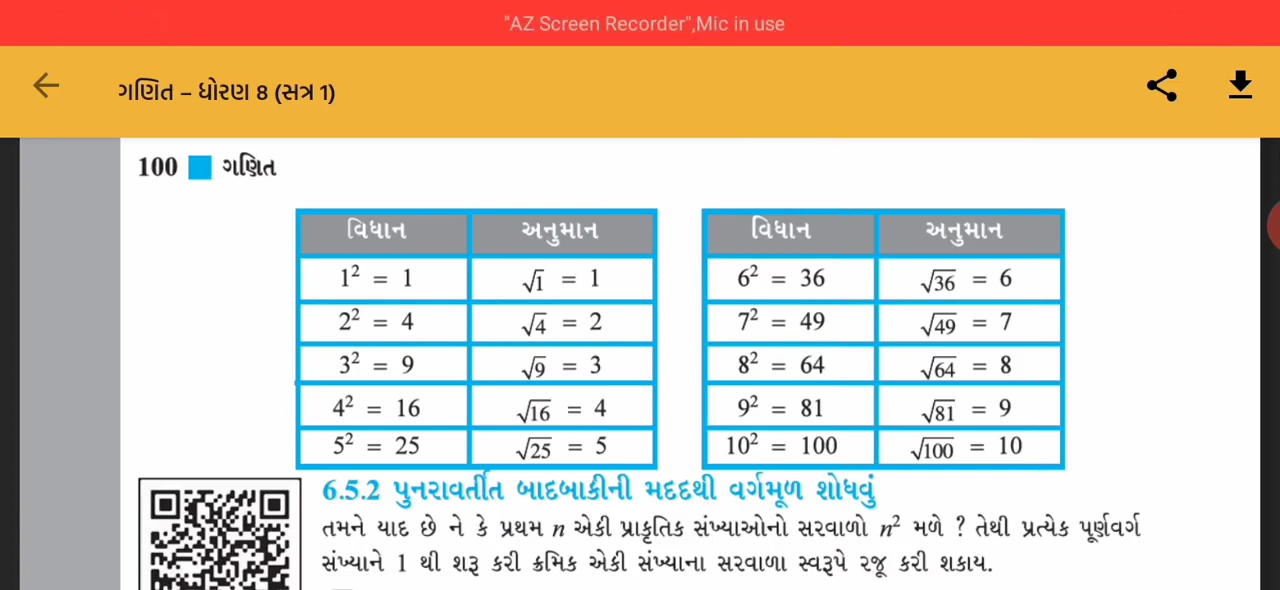 "AZ Screen Recorder",Mic in use
ગણિત – ધોરણ 8 (સત્ર 1)
100 ગણિત
વિધાન અનુમાન વિધાન અનુમાન
1² = 1 √1 = 1 6² = 36 √36 = 6
2² = 4 √4 = 2 7² = 49 √49 = 7
3² = 9 √9 = 3 8² = 64 √64 = 8
4² = 16 √16 = 4 9² = 81 √81 = 9
5² = 25 √25 = 5 10² = 100 √100 = 10
6.5.2 પુનરાવર્તીત બાદબાકીની મદદથી વર્ગમૂળ શોધવું
તમને યાદ છે ને કે પ્રથમ n એકી પ્રાકૃતિક સંખ્યાઓનો સરવાળો n² મળે ? તેથી પ્રત્યેક પૂર્ણવર્ગ
સંખ્યાને 1 થી શરૂ કરી ક્રમિક એકી સંખ્યાના સરવાળા સ્વરૂપે રજૂ કરી શકાય.